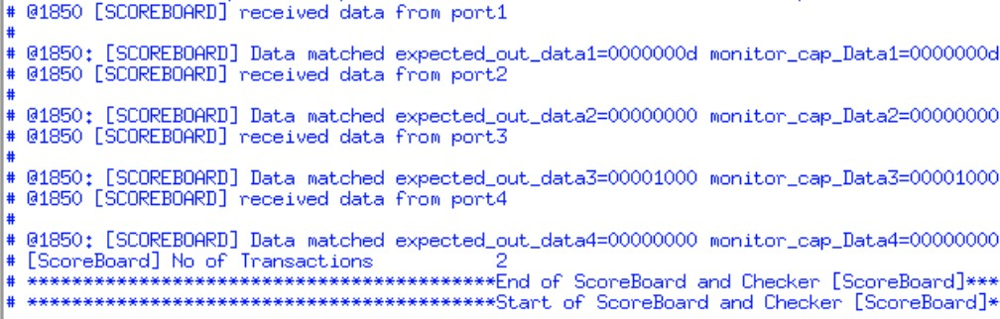 # @1850 [SCOREBOARD] received data from port1
#
# @1850: [SCOREBOARD] Data matched expected_out_data1=0000000d monitor_cap_Data1=0000000d
# @1850 [SCOREBOARD] received data from port2
#
# @1850: [SCOREBOARD] Data matched expected_out_data2=00000000 monitor_cap_Data2=00000000
# @1850 [SCOREBOARD] received data from port3
#
# @1850: [SCOREBOARD] Data matched expected_out_data3=00001000 monitor_cap_Data3=00001000
# @1850 [SCOREBOARD] received data from port4
#
# @1850: [SCOREBOARD] Data matched expected_out_data4=00000000 monitor_cap_Data4=00000000
# [ScoreBoard] No of Transactions 2
# ******************************************End of ScoreBoard and Checker [ScoreBoard]***
# ******************************************Start of ScoreBoard and Checker [ScoreBoard]*